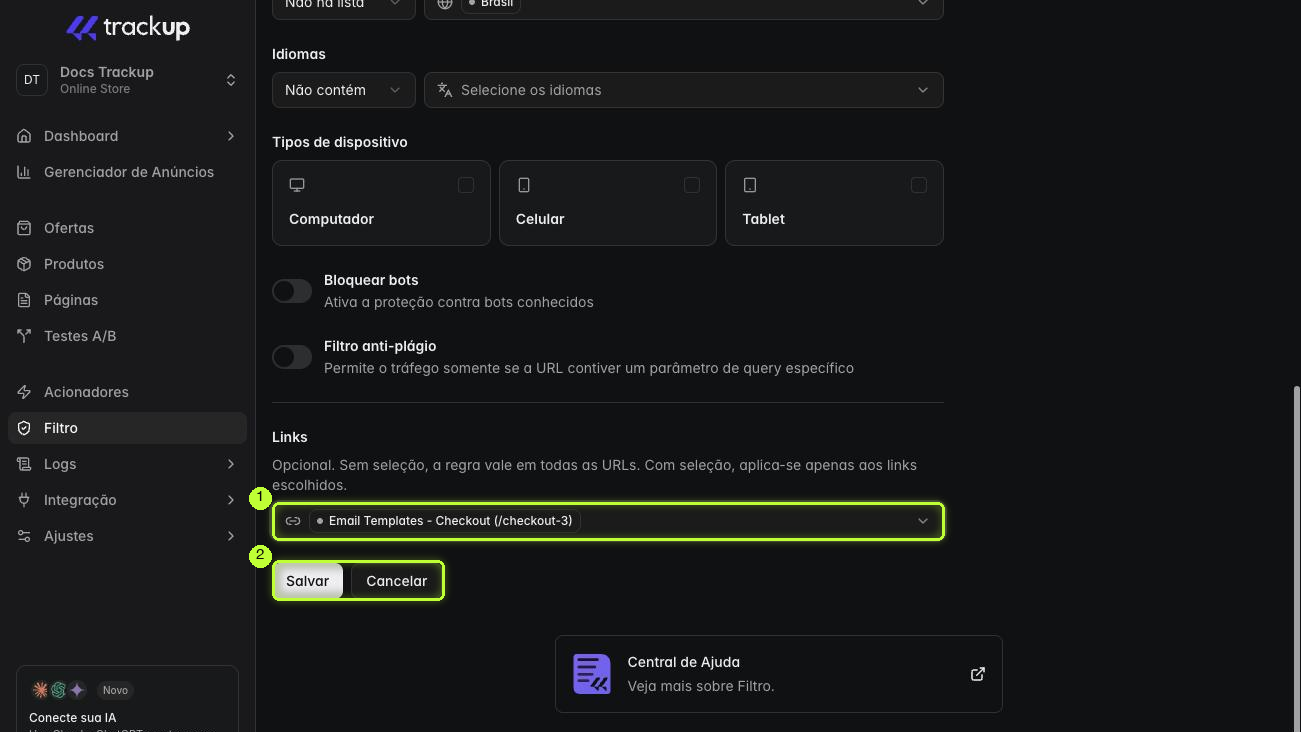 trackup
DT
Docs Trackup
Online Store
Dashboard
Gerenciador de Anúncios
Ofertas
Produtos
Páginas
Testes A/B
Acionadores
Filtro
Logs
Integração
Ajustes
Novo
Conecte sua IA
Não na lista
Brasil
Idiomas
Não contém
Selecione os idiomas
Tipos de dispositivo
Computador
Celular
Tablet
Bloquear bots
Ativa a proteção contra bots conhecidos
Filtro anti-plágio
Permite o tráfego somente se a URL contiver um parâmetro de query específico
Links
Opcional. Sem seleção, a regra vale em todas as URLs. Com seleção, aplica-se apenas aos links
escolhidos.
1
Email Templates - Checkout (/checkout-3)
2
Salvar
Cancelar
Central de Ajuda
Veja mais sobre Filtro.